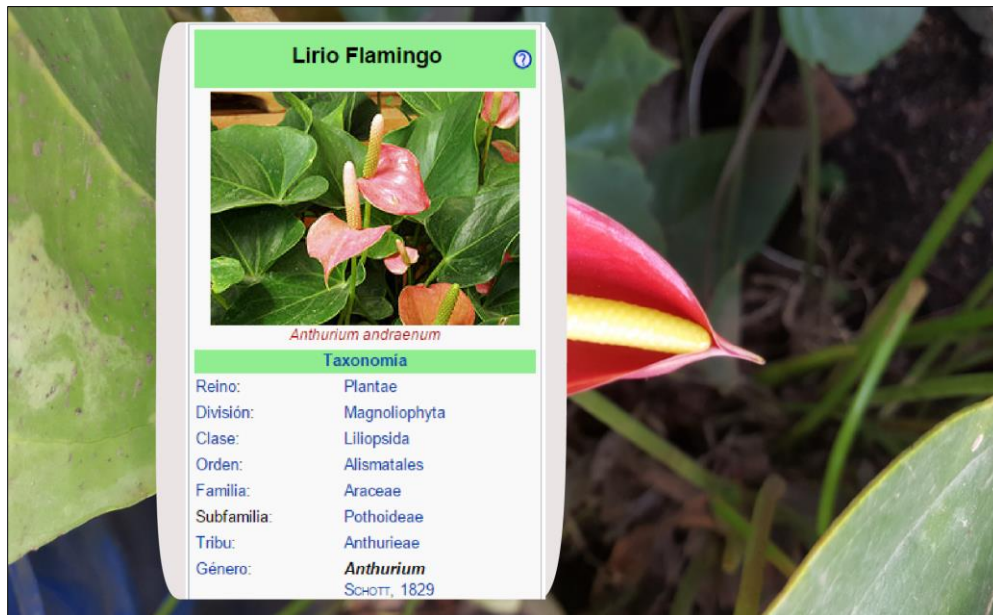 Lirio Flamingo
?
Anthurium andraenum
Taxonomía
Reino: Plantae
División: Magnoliophyta
Clase: Liliopsida
Orden: Alismatales
Familia: Araceae
Subfamilia: Pothoideae
Tribu: Anthurieae
Género: Anthurium
SCHOTT, 1829